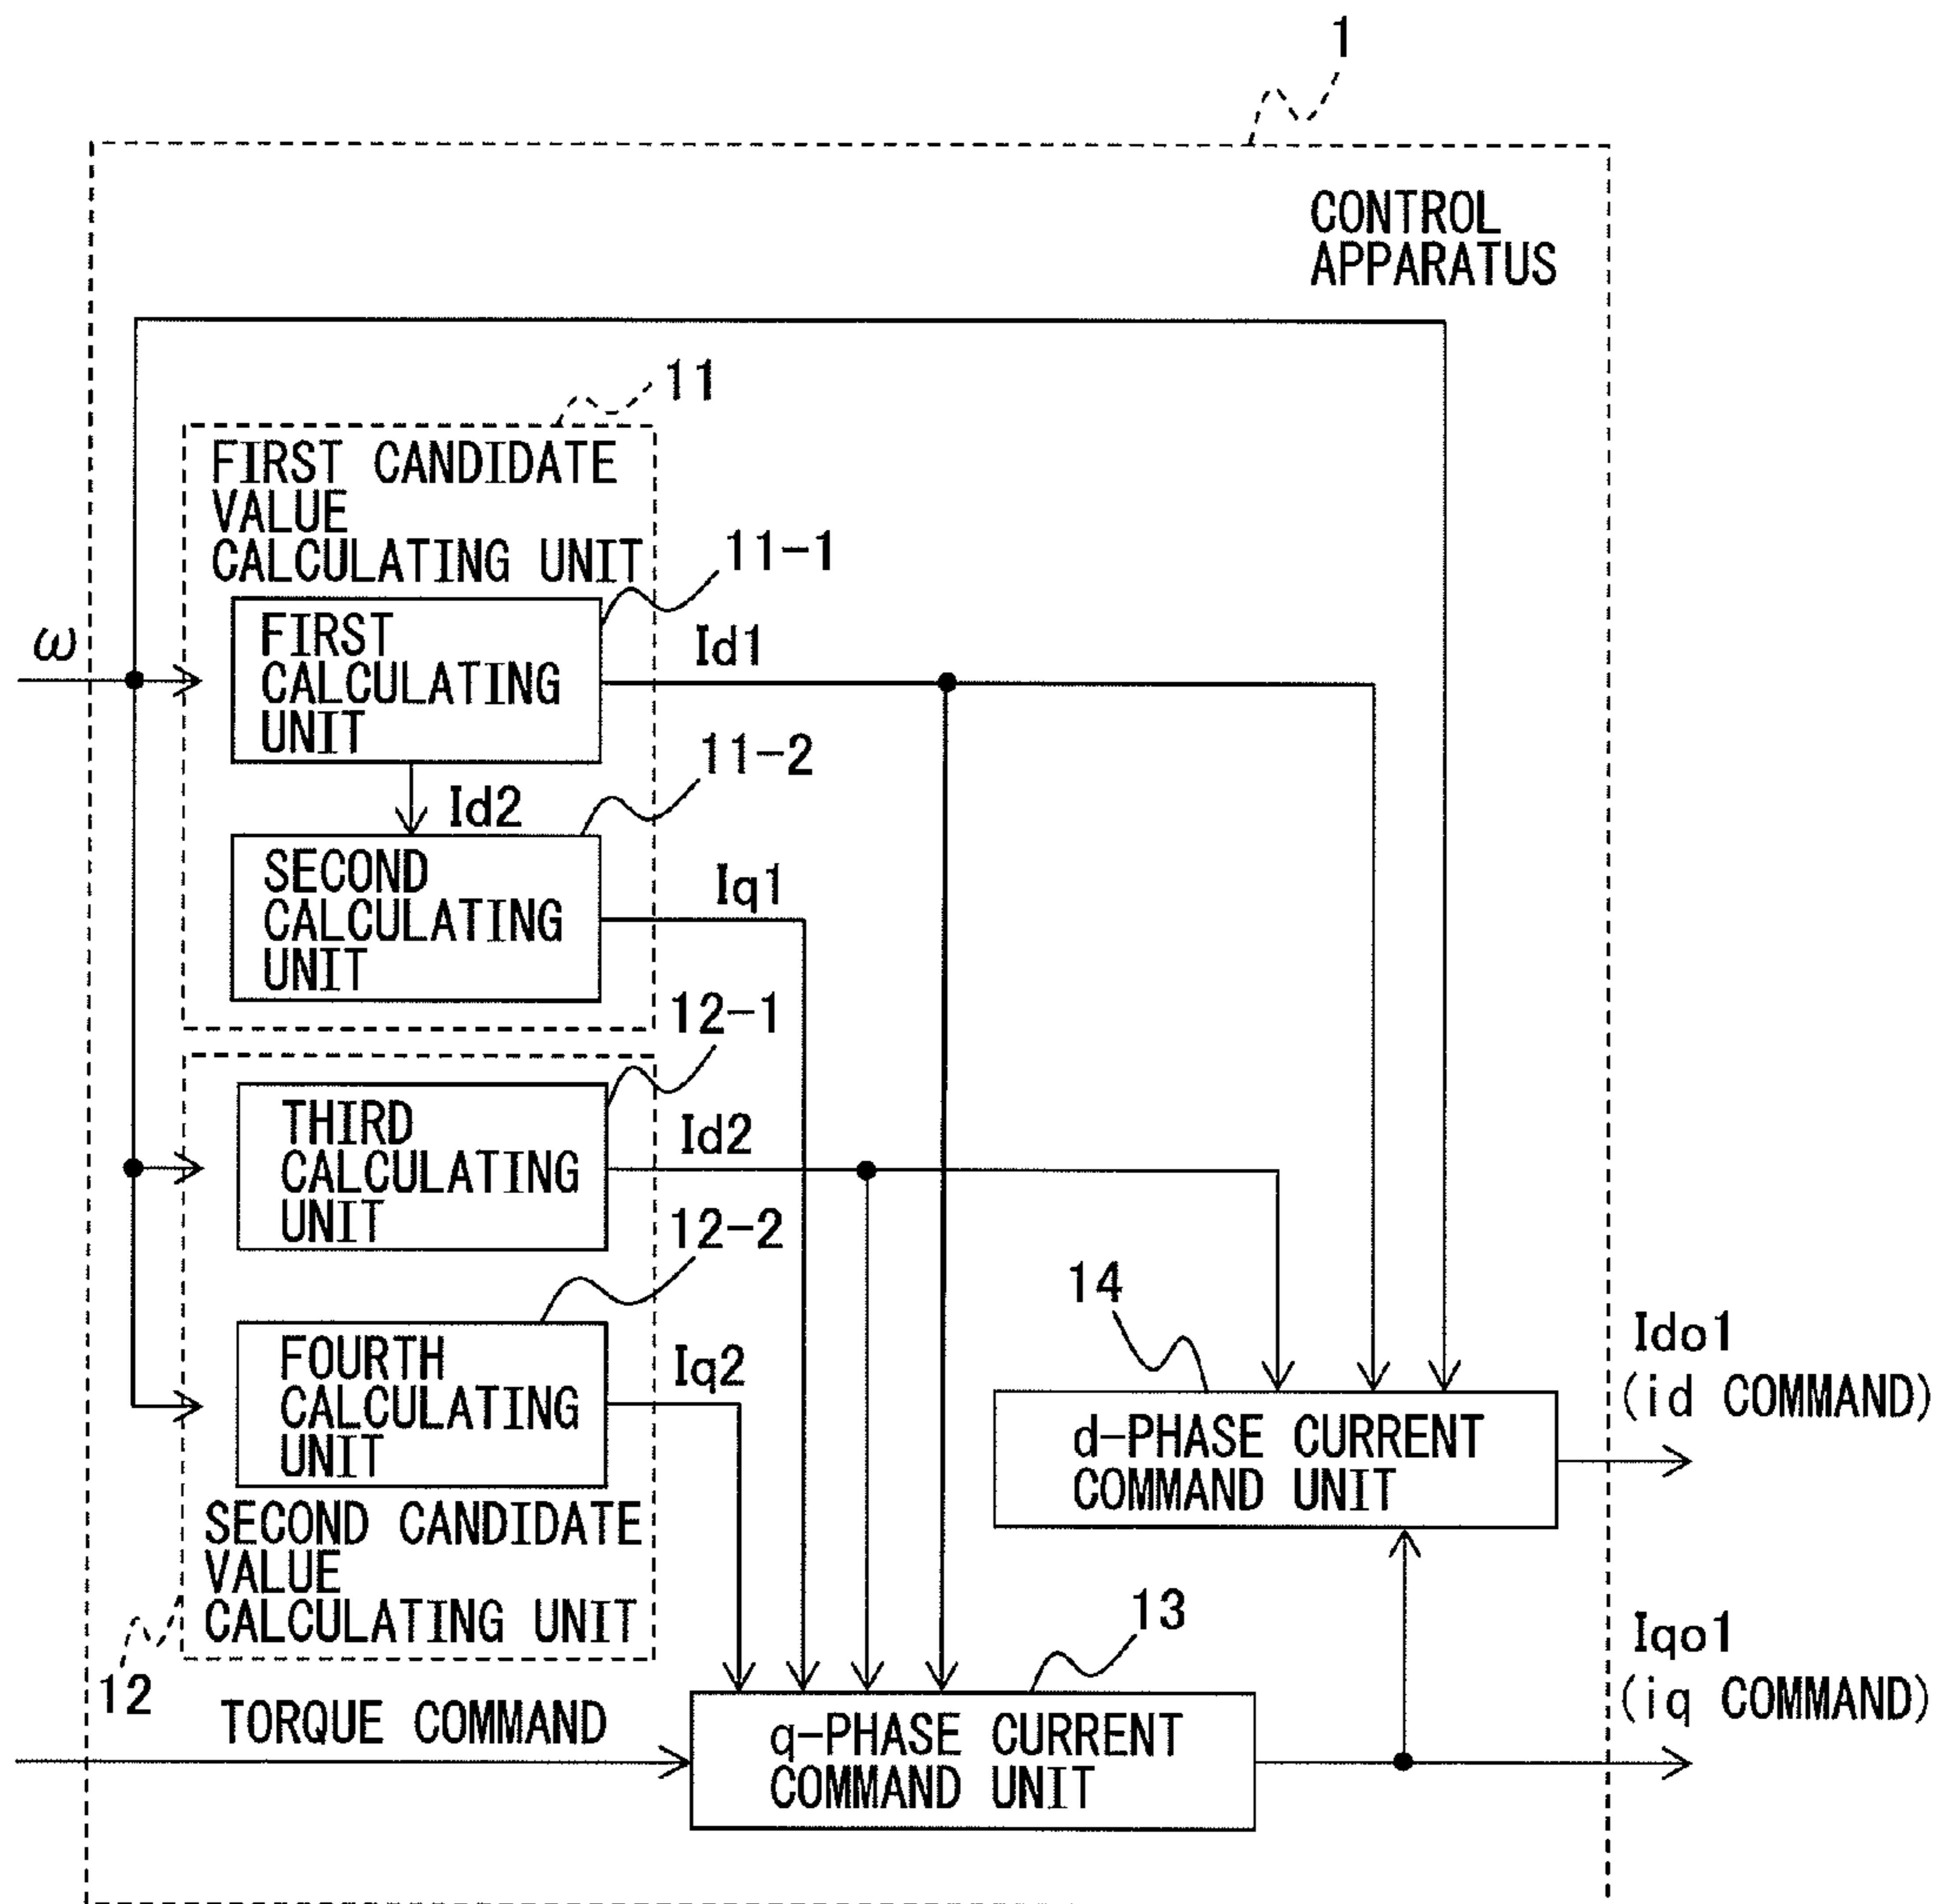 1
CONTROL
APPARATUS
11
FIRST CANDIDATE
VALUE
CALCULATING UNIT
11-1
ω
FIRST
CALCULATING
UNIT
Id1
11-2
Id2
SECOND
CALCULATING
UNIT
Iq1
12-1
THIRD
CALCULATING
UNIT
Id2
12-2
FOURTH
CALCULATING
UNIT
Iq2
14
Ido1
(id COMMAND)
d-PHASE CURRENT
COMMAND UNIT
SECOND CANDIDATE
VALUE
CALCULATING UNIT
12
13
Iqo1
(iq COMMAND)
TORQUE COMMAND
q-PHASE CURRENT
COMMAND UNIT